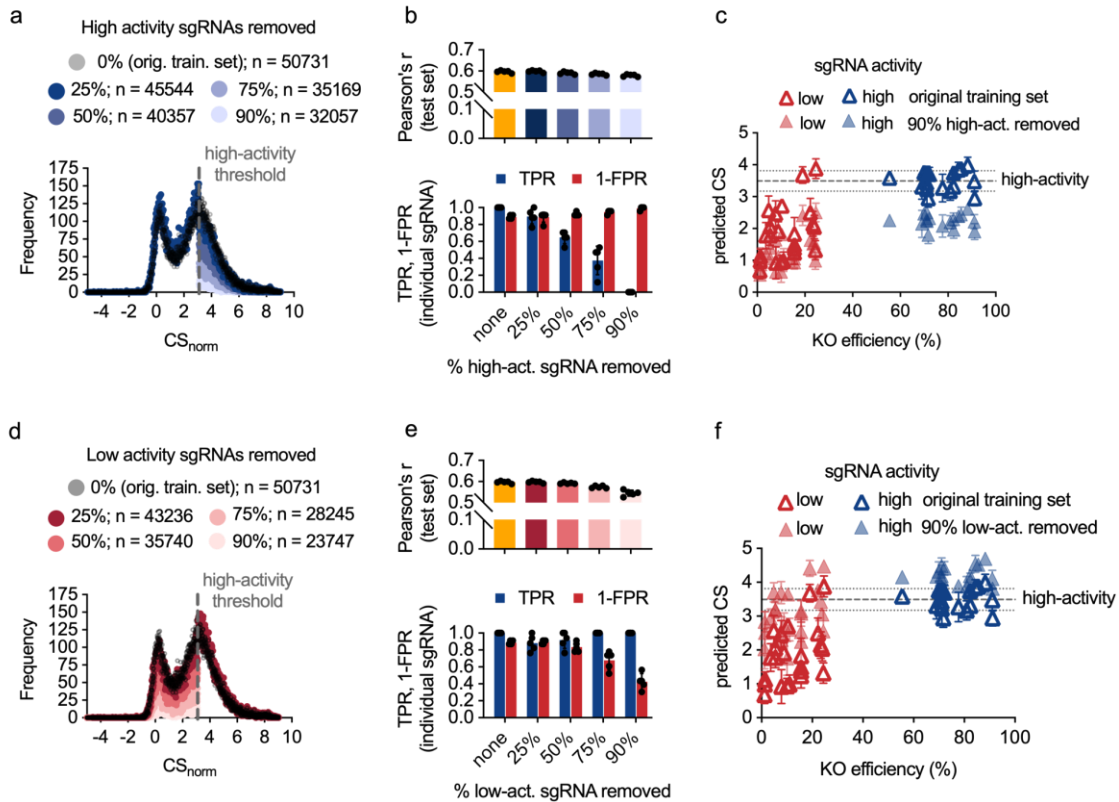 a
High activity sgRNAs removed
0% (orig. train. set); n = 50731
25%; n = 45544
75%; n = 35169
50%; n = 40357
90%; n = 32057
high-activity
threshold
175
150
125
100
75
50
25
0
Frequency
-4 -2 0 2 4 6 8 10
CSnorm
b
Pearson's r
(test set)
0.7
0.6
0.5
0.1
0.0
TPR 1-FPR
TPR, 1-FPR
(individual sgRNA)
1.0
0.8
0.6
0.4
0.2
0.0
none 25% 50% 75% 90%
% high-act. sgRNA removed
c
sgRNA activity
low high original training set
low high 90% high-act. removed
predicted CS
5
4
3
2
1
0
high-activity
0 20 40 60 80 100
KO efficiency (%)
d
Low activity sgRNAs removed
0% (orig. train. set); n = 50731
25%; n = 43236
75%; n = 28245
50%; n = 35740
90%; n = 23747
high-activity
threshold
175
150
125
100
75
50
25
0
Frequency
-4 -2 0 2 4 6 8 10
CSnorm
e
Pearson's r
(test set)
0.7
0.6
0.5
0.1
0.0
TPR 1-FPR
TPR, 1-FPR
(individual sgRNA)
1.0
0.8
0.6
0.4
0.2
0.0
none 25% 50% 75% 90%
% low-act. sgRNA removed
f
sgRNA activity
low high original training set
low high 90% low-act. removed
predicted CS
5
4
3
2
1
0
high-activity
0 20 40 60 80 100
KO efficiency (%)